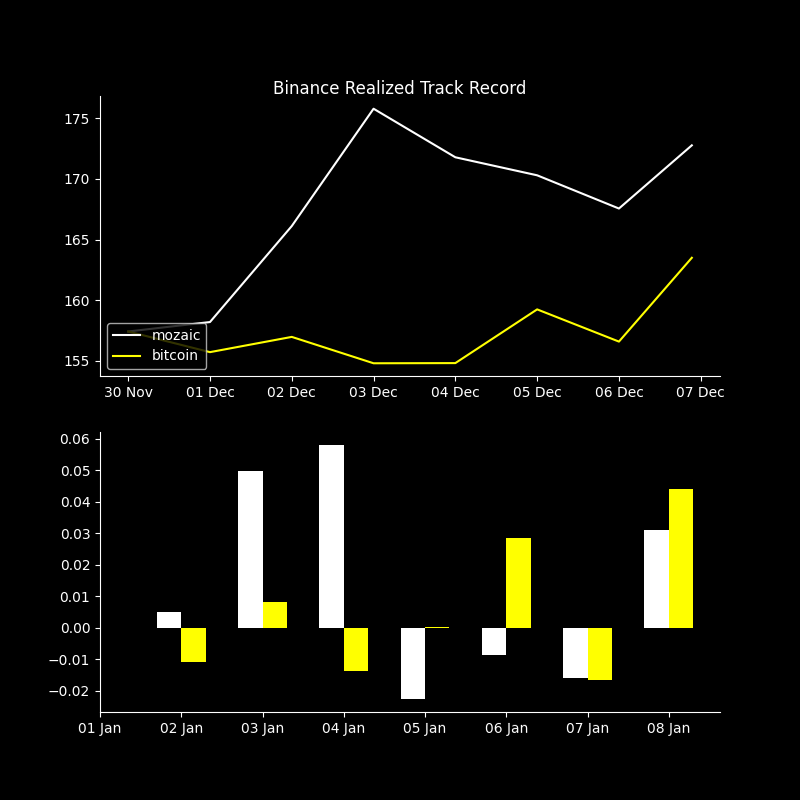 Binance Realized Track Record
175
170
165
160
155
mozaic
bitcoin
30 Nov 01 Dec 02 Dec 03 Dec 04 Dec 05 Dec 06 Dec 07 Dec
0.06
0.05
0.04
0.03
0.02
0.01
0.00
−0.01
−0.02
01 Jan 02 Jan 03 Jan 04 Jan 05 Jan 06 Jan 07 Jan 08 Jan